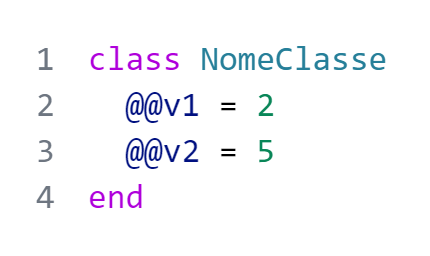 1 class NomeClasse
2   @@v1 = 2
3   @@v2 = 5
4 end